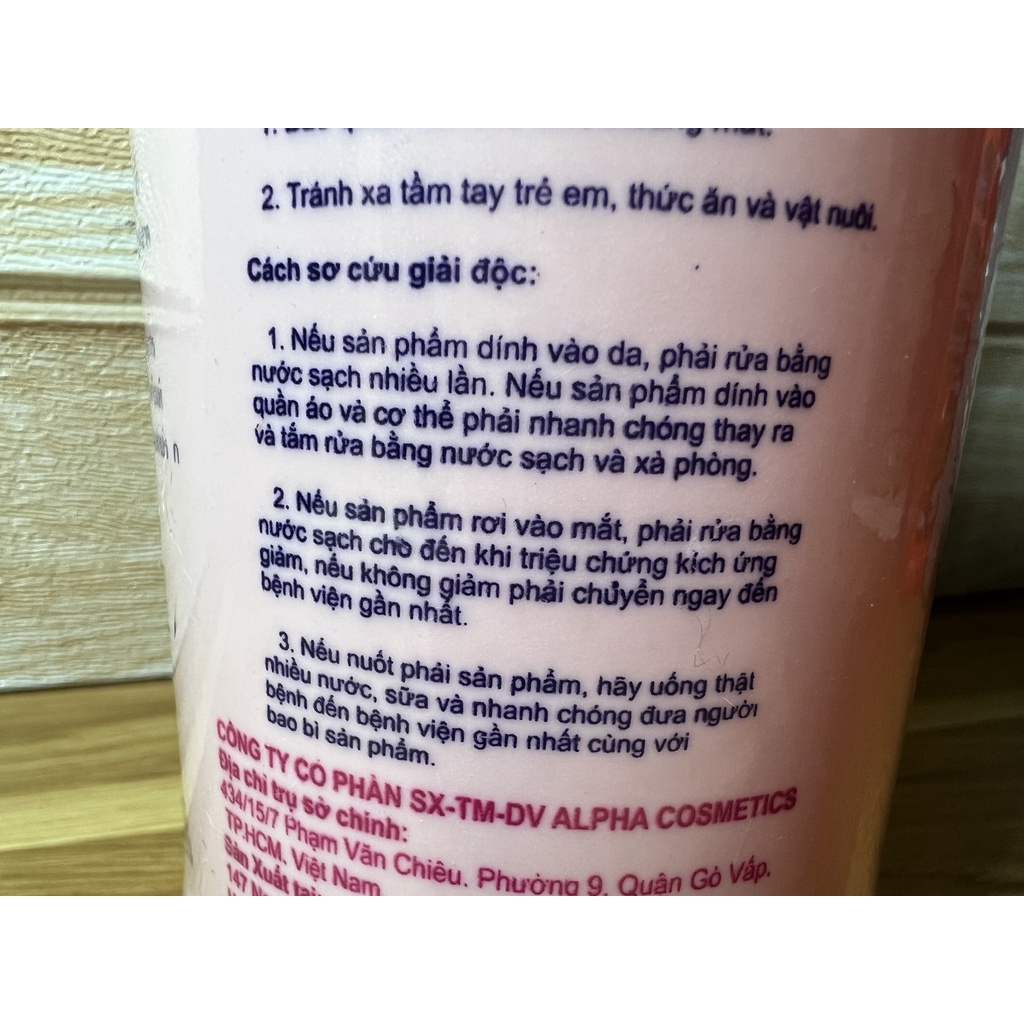 2. Tránh xa tầm tay trẻ em, thức ăn và vật nuôi.
Cách sơ cứu giải độc:
1. Nếu sản phẩm dính vào da, phải rửa bằng
nước sạch nhiều lần. Nếu sản phẩm dính vào
quần áo và cơ thể phải nhanh chóng thay ra
và tắm rửa bằng nước sạch và xà phòng.
2. Nếu sản phẩm rơi vào mắt, phải rửa bằng
nước sạch cho đến khi triệu chứng kích ứng
giảm, nếu không giảm phải chuyển ngay đến
bệnh viện gần nhất.
3. Nếu nuốt phải sản phẩm, hãy uống thật
nhiều nước, sữa và nhanh chóng đưa người
bệnh đến bệnh viện gần nhất cùng với
bao bì sản phẩm.
CÔNG TY CỔ PHẦN SX-TM-DV ALPHA COSMETICS
Địa chỉ trụ sở chính:
434/15/7 Phạm Văn Chiêu, Phường 9, Quận Gò Vấp,
TP.HCM, Việt Nam
Sản Xuất tại:
147